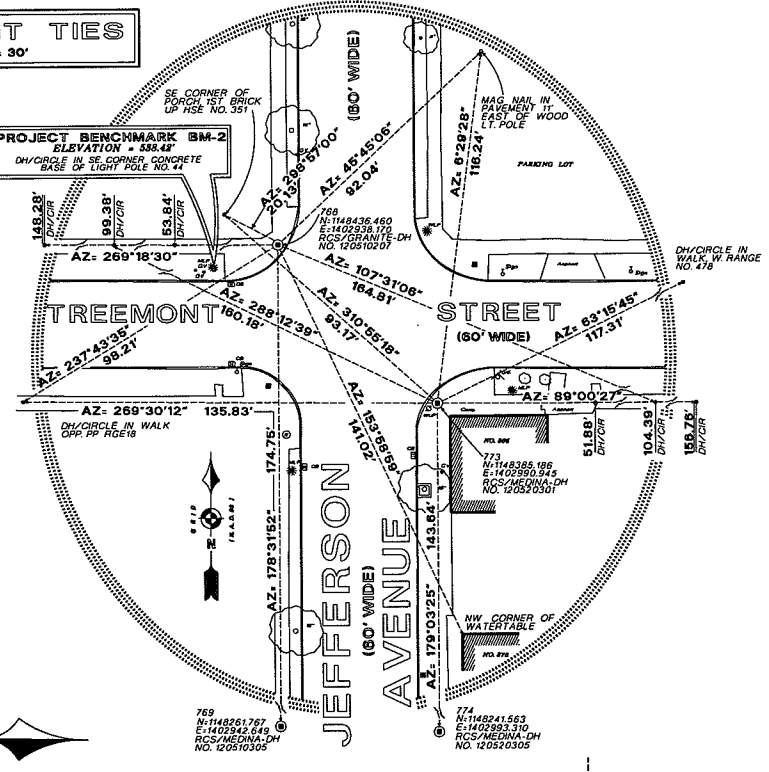 T TIES
= 30'
PROJECT BENCHMARK BM-2
ELEVATION = 558.42'
DH/CIRCLE IN SE. CORNER CONCRETE
BASE OF LIGHT POLE NO. 44
SE CORNER OF
PORCH, 1ST BRICK
UP HSE NO. 351
(60' WIDE)
MAG NAIL IN
PAVEMENT 11'
EAST OF WOOD
LT. POLE
PARKING LOT
AZ= 298°57'00"
20.13'
AZ= 45°45'06"
92.04'
AZ= 6°29'28"
116.24'
148.28'
DH/CIR
99.38'
DH/CIR
53.84'
DH/CIR
AZ= 269°18'30"
768
N:1148436.460
E:1402938.170
RCS/GRANITE-DH
NO. 120510207
AZ= 107°31'06"
164.81'
DH/CIRCLE IN
WALK, W. RANGE
NO. 478
TREEMONT
STREET
(60' WIDE)
AZ= 288°12'39"
160.18'
AZ= 310°55'18"
93.17'
AZ= 63°15'45"
117.31'
AZ= 237°43'35"
98.21'
AZ= 153°58'59"
141.02'
AZ= 89°00'27"
AZ= 269°30'12" 135.83'
DH/CIRCLE IN WALK
OPP. PP RGE18
51.88'
DH/CIR
104.39'
DH/CIR
156.76'
DH/CIR
773
N:1148385.186
E:1402990.945
RCS/MEDINA-DH
NO. 120520301
174.75'
AZ= 178°31'52"
GRID
N
JEFFERSON
AVENUE
(60' WIDE)
143.64'
AZ= 179°03'25"
NW CORNER OF
WATERTABLE
769
N:1148261.767
E:1402942.649
RCS/MEDINA-DH
NO. 120510305
774
N:1148241.563
E:1402993.310
RCS/MEDINA-DH
NO. 120520305